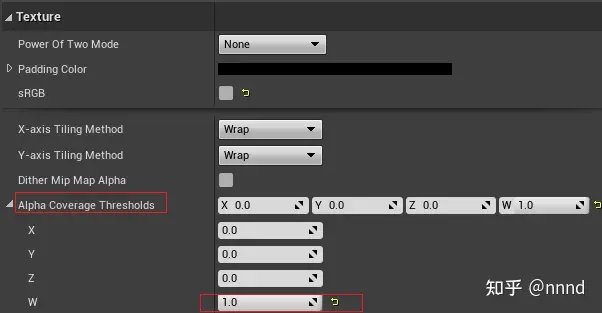 Texture
Power Of Two Mode None
Padding Color
sRGB
X-axis Tiling Method Wrap
Y-axis Tiling Method Wrap
Dither Mip Map Alpha
Alpha Coverage Thresholds X 0.0 Y 0.0 Z 0.0 W 1.0
X 0.0
Y 0.0
Z 0.0
W 1.0
知乎 @nnnd